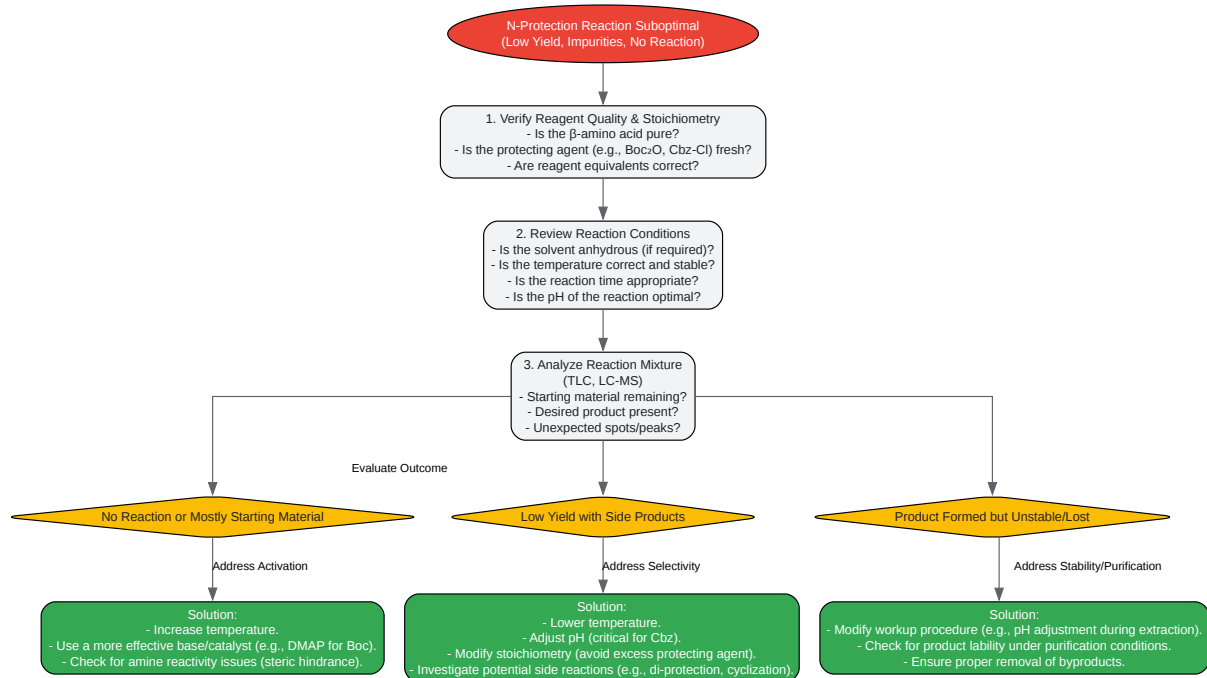 N-Protection Reaction Suboptimal
(Low Yield, Impurities, No Reaction)
1. Verify Reagent Quality & Stoichiometry
- Is the β-amino acid pure?
- Is the protecting agent (e.g., Boc₂O, Cbz-Cl) fresh?
- Are reagent equivalents correct?
2. Review Reaction Conditions
- Is the solvent anhydrous (if required)?
- Is the temperature correct and stable?
- Is the reaction time appropriate?
- Is the pH of the reaction optimal?
3. Analyze Reaction Mixture
(TLC, LC-MS)
- Starting material remaining?
- Desired product present?
- Unexpected spots/peaks?
Evaluate Outcome
No Reaction or Mostly Starting Material
Low Yield with Side Products
Product Formed but Unstable/Lost
Address Activation
Address Selectivity
Address Stability/Purification
Solution:
- Increase temperature.
- Use a more effective base/catalyst (e.g., DMAP for Boc).
- Check for amine reactivity issues (steric hindrance).
Solution:
- Lower temperature.
- Adjust pH (critical for Cbz).
- Modify stoichiometry (avoid excess protecting agent).
- Investigate potential side reactions (e.g., di-protection, cyclization).
Solution:
- Modify workup procedure (e.g., pH adjustment during extraction).
- Check for product lability under purification conditions.
- Ensure proper removal of byproducts.